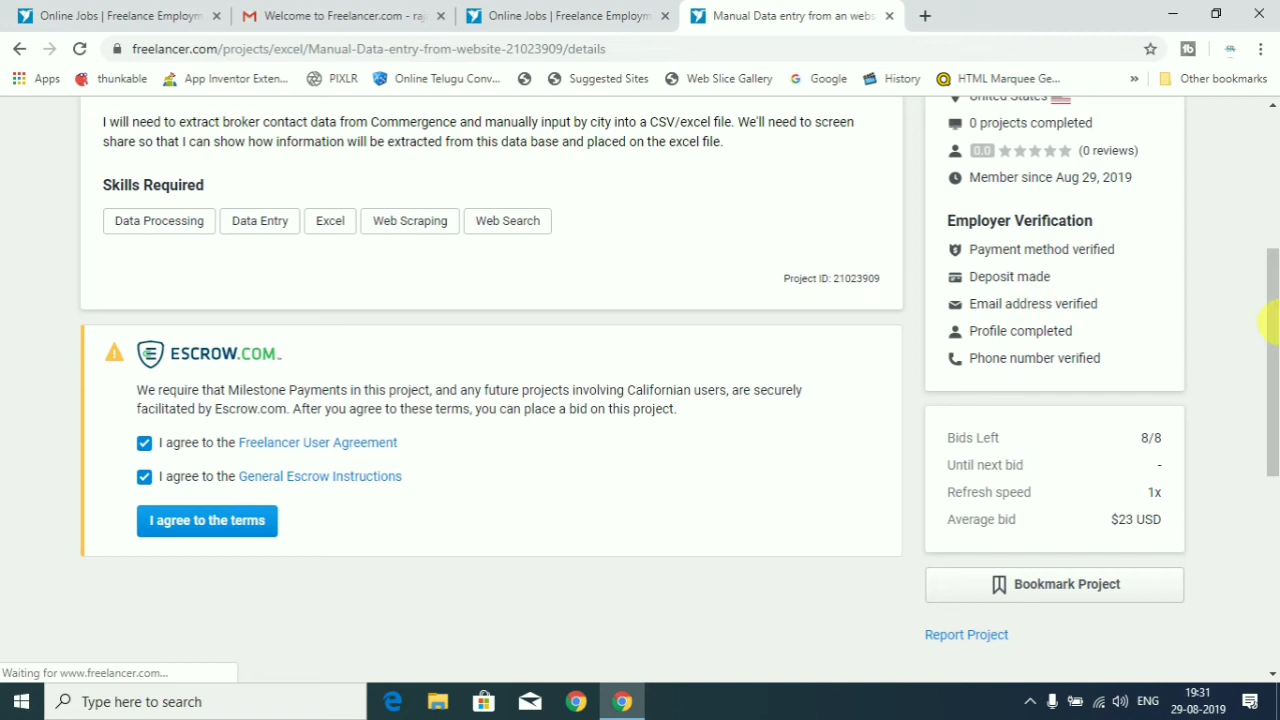 Online Jobs | Freelance Employm
Welcome to Freelancer.com - raj
Online Jobs | Freelance Employm
Manual Data entry from an webs
freelancer.com/projects/excel/Manual-Data-entry-from-website-21023909/details
Apps
thunkable
App Inventor Exten...
PIXLR
Online Telugu Conv...
Suggested Sites
Web Slice Gallery
Google
History
HTML Marquee Ge...
»
Other bookmarks
I will need to extract broker contact data from Commergence and manually input by city into a CSV/excel file. We'll need to screen
share so that I can show how information will be extracted from this data base and placed on the excel file.
Skills Required
Data Processing
Data Entry
Excel
Web Scraping
Web Search
Project ID: 21023909
ESCROW.COM
We require that Milestone Payments in this project, and any future projects involving Californian users, are securely
facilitated by Escrow.com. After you agree to these terms, you can place a bid on this project.
I agree to the Freelancer User Agreement
I agree to the General Escrow Instructions
I agree to the terms
United States
0 projects completed
0.0 (0 reviews)
Member since Aug 29, 2019
Employer Verification
Payment method verified
Deposit made
Email address verified
Profile completed
Phone number verified
Bids Left 8/8
Until next bid -
Refresh speed 1x
Average bid $23 USD
Bookmark Project
Report Project
Waiting for www.freelancer.com...
Type here to search
ENG
19:31
29-08-2019